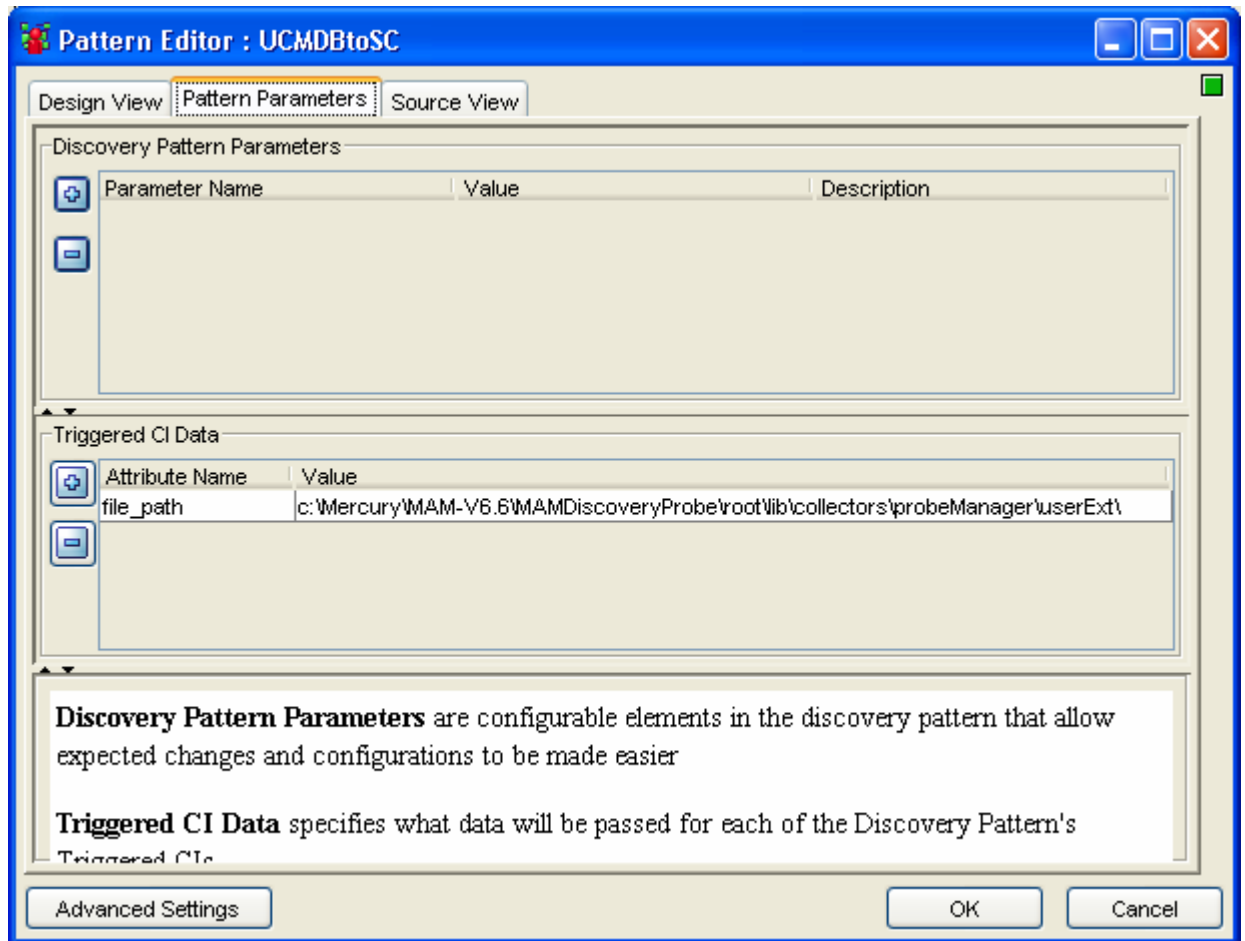 Pattern Editor : UCMDBtoSC
Design View Pattern Parameters Source View
Discovery Pattern Parameters
Parameter Name Value Description
Triggered CI Data
Attribute Name Value
file_path c:\Mercury\MAM-V6.6\MAMDiscoveryProbe\root\lib\collectors\probeManager\userExt\
Discovery Pattern Parameters are configurable elements in the discovery pattern that allow
expected changes and configurations to be made easier
Triggered CI Data specifies what data will be passed for each of the Discovery Pattern's
Triggered CIs
Advanced Settings OK Cancel